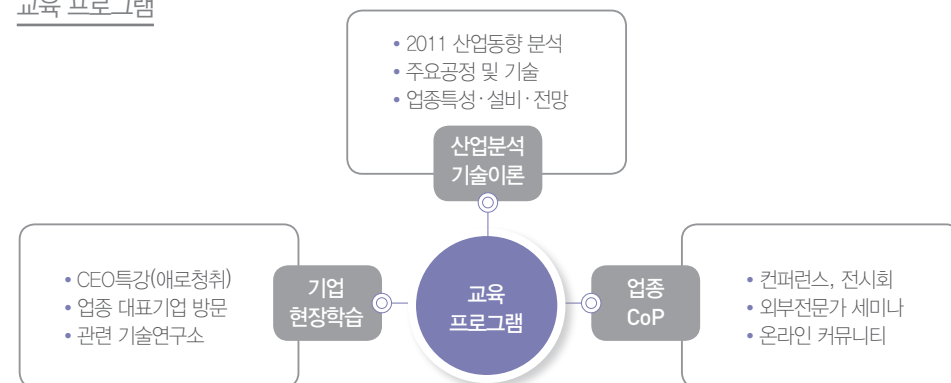 교육 프로그램
• 2011 산업동향 분석
• 주요공정 및 기술
• 업종특성·설비·전망
산업분석
기술이론
• CEO특강(애로청취)
• 업종 대표기업 방문
• 관련 기술연구소
기업
현장학습
교육
프로그램
업종
CoP
• 컨퍼런스, 전시회
• 외부전문가 세미나
• 온라인 커뮤니티